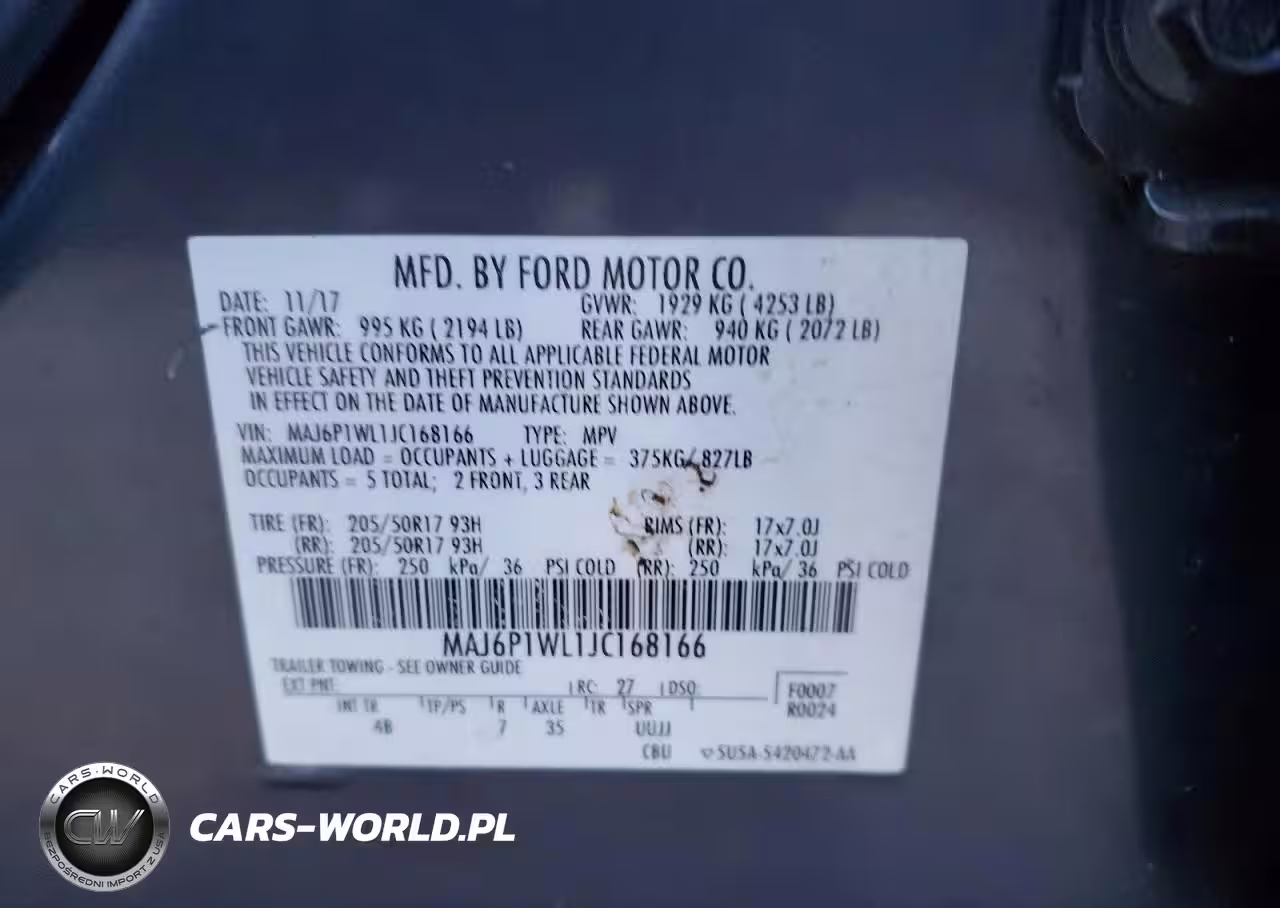 MFD. BY FORD MOTOR CO.
DATE: 11/17 GVWR: 1929 KG ( 4253 LB)
FRONT GAWR: 995 KG ( 2194 LB) REAR GAWR: 940 KG ( 2072 LB)
THIS VEHICLE CONFORMS TO ALL APPLICABLE FEDERAL MOTOR
VEHICLE SAFETY AND THEFT PREVENTION STANDARDS
IN EFFECT ON THE DATE OF MANUFACTURE SHOWN ABOVE.
VIN: MAJ6P1WL1JC168166 TYPE: MPV
MAXIMUM LOAD = OCCUPANTS + LUGGAGE = 375KG/ 827LB
OCCUPANTS = 5 TOTAL; 2 FRONT, 3 REAR
TIRE (FR): 205/50R17 93H RIMS (FR): 17x7.0J
(RR): 205/50R17 93H (RR): 17x7.0J
PRESSURE (FR): 250 kPa/ 36 PSI COLD (RR): 250 kPa/ 36 PSI COLD
MAJ6P1WL1JC168166
TRAILER TOWING - SEE OWNER GUIDE
EXT PNT: RC: 27 DSO: F0007
INT TR TP/PS R AXLE TR SPR R0024
4B 7 35 UUJJ
CBU 5U5A-5420472-AA
CARS-WORLD
CW
BEZPOŚREDNI IMPORT Z USA
CARS-WORLD.PL